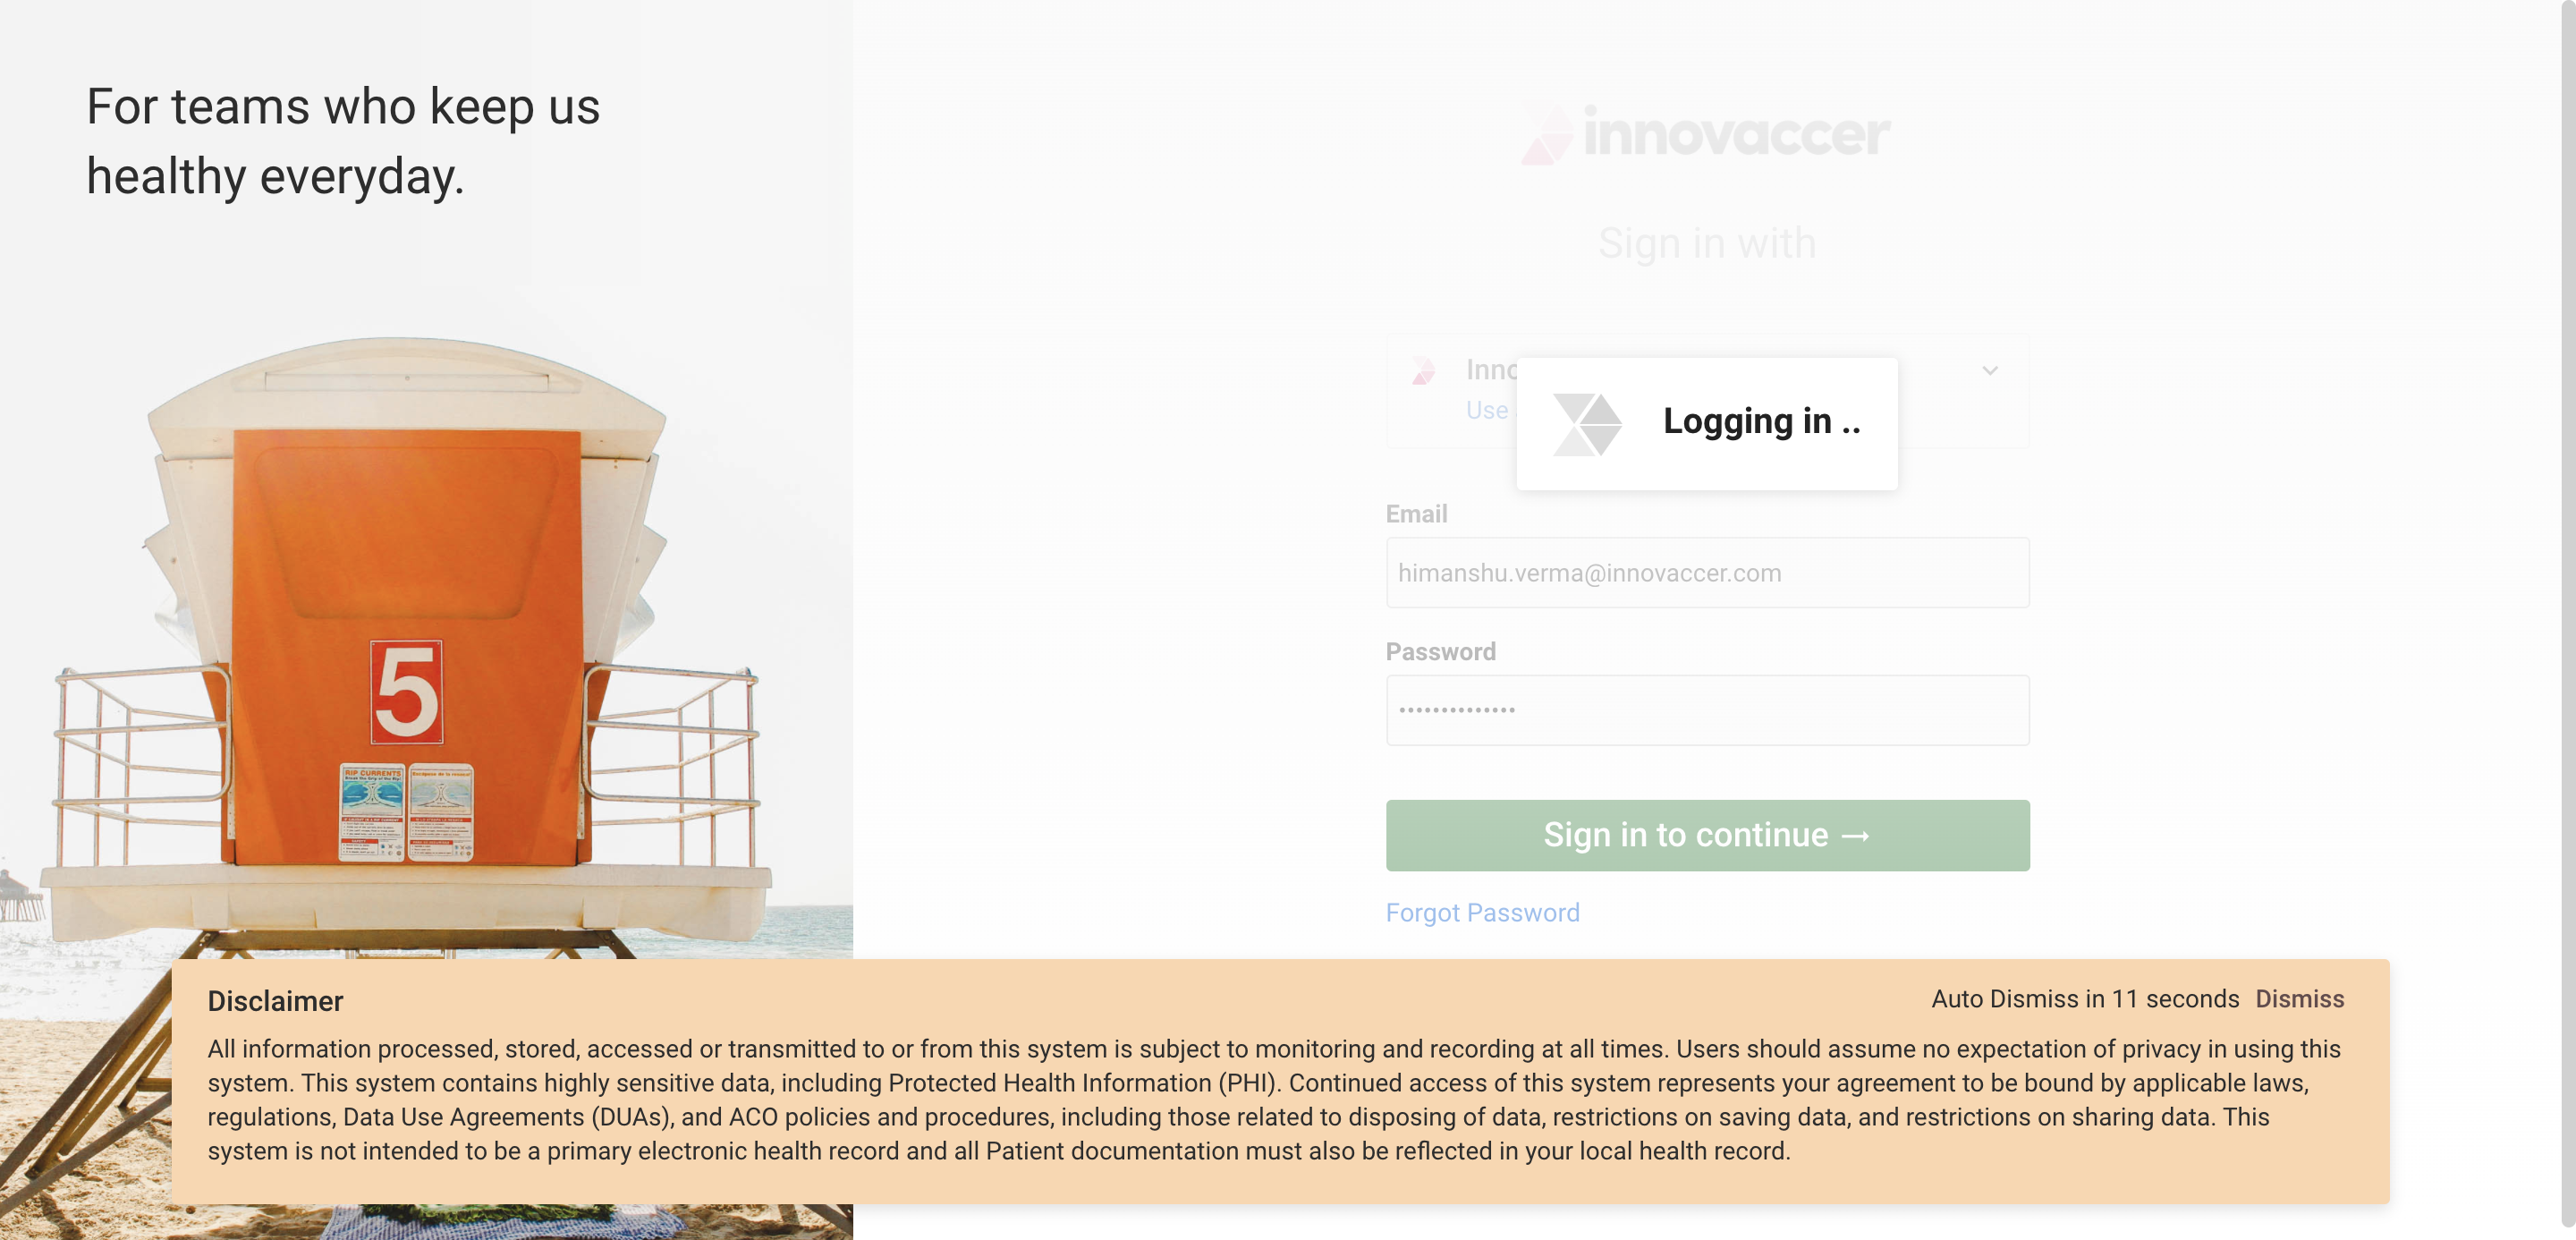 For teams who keep us
healthy everyday.
innovaccer
Sign in with
Inno
Use
Logging in ..
Email
himanshu.verma@innovaccer.com
Password
••••••••••••••
Sign in to continue →
Forgot Password
5
RIP CURRENTS
Disclaimer
Auto Dismiss in 11 seconds Dismiss
All information processed, stored, accessed or transmitted to or from this system is subject to monitoring and recording at all times. Users should assume no expectation of privacy in using this
system. This system contains highly sensitive data, including Protected Health Information (PHI). Continued access of this system represents your agreement to be bound by applicable laws,
regulations, Data Use Agreements (DUAs), and ACO policies and procedures, including those related to disposing of data, restrictions on saving data, and restrictions on sharing data. This
system is not intended to be a primary electronic health record and all Patient documentation must also be reflected in your local health record.